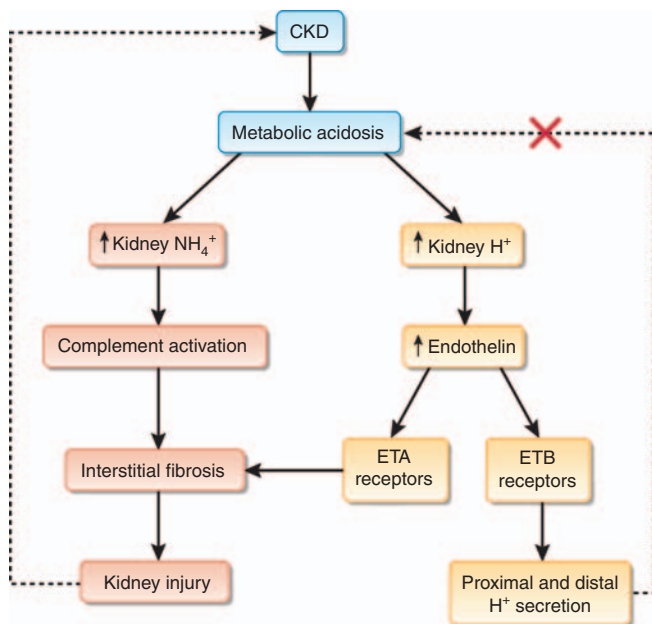 CKD
Metabolic acidosis
↑ Kidney NH₄⁺
↑ Kidney H⁺
Complement activation
↑ Endothelin
Interstitial fibrosis
ETA
receptors
ETB
receptors
Kidney injury
Proximal and distal
H⁺ secretion